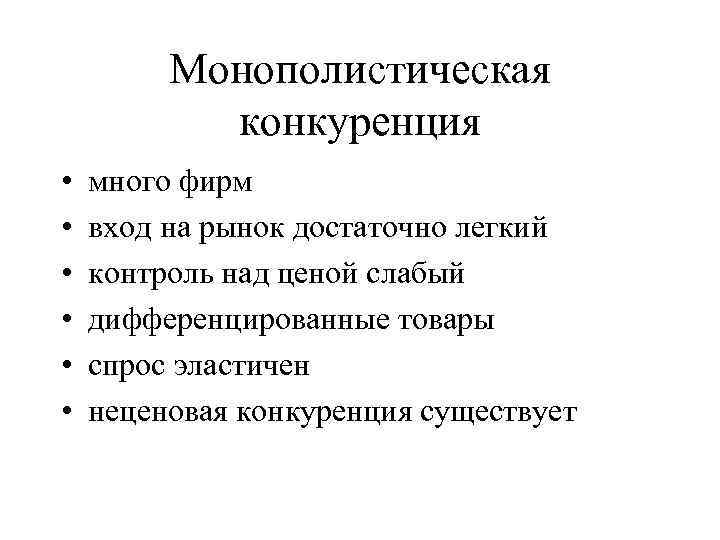 Монополистическая
конкуренция
• много фирм
• вход на рынок достаточно легкий
• контроль над ценой слабый
• дифференцированные товары
• спрос эластичен
• неценовая конкуренция существует